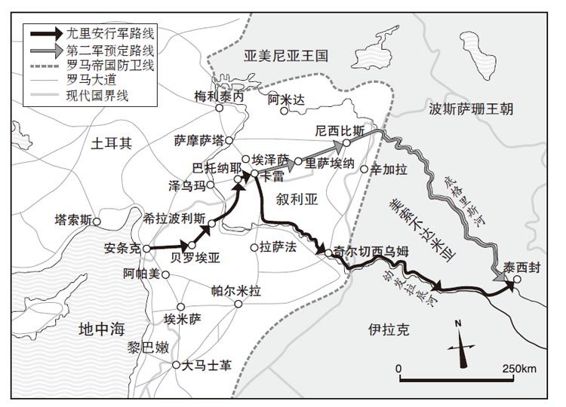 尤里安行军路线
第二军预定路线
罗马帝国防卫线
罗马大道
现代国界线
亚美尼亚王国
波斯萨珊王朝
梅利泰内
阿米达
土耳其
萨摩萨塔
尼西比斯
巴托纳耶
埃泽萨
里萨埃纳
卡雷
辛加拉
泽乌玛
底格里斯河
叙利亚
美索不达米亚
塔索斯
希拉波利斯
安条克
贝罗埃亚
拉萨法
奇尔切西乌姆
泰西封
阿帕美
幼发拉底河
帕尔米拉
埃米萨
地中海
伊拉克
黎巴嫩
大马士革
N
0
250km